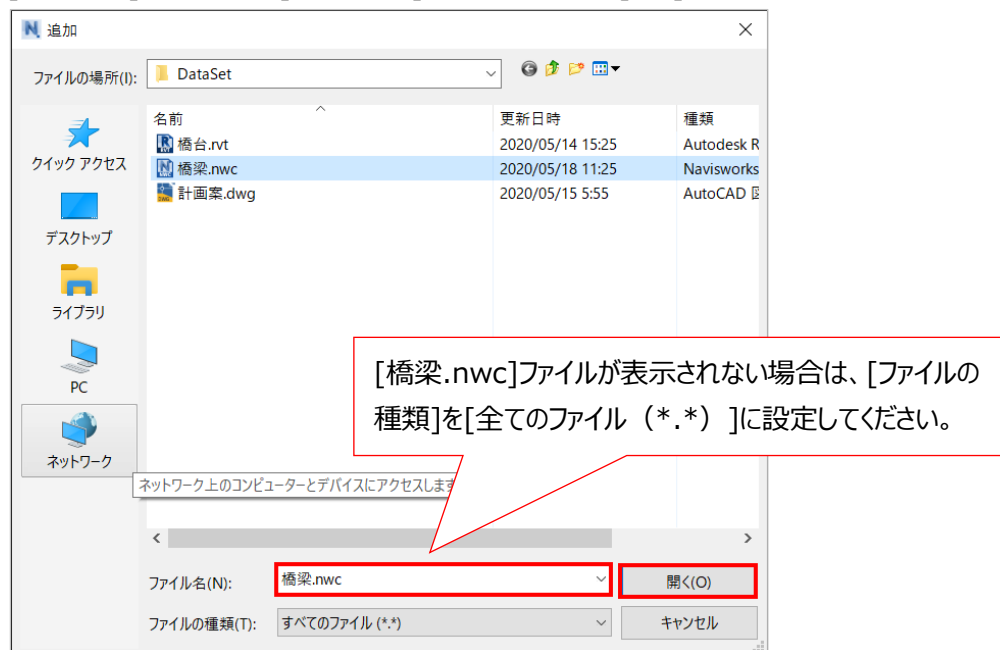 追加
ファイルの場所(I):
DataSet
名前 更新日時 種類
橋台.rvt 2020/05/14 15:25 Autodesk R
橋梁.nwc 2020/05/18 11:25 Navisworks
計画案.dwg 2020/05/15 5:55 AutoCAD
クイック アクセス
デスクトップ
ライブラリ
PC
ネットワーク
[橋梁.nwc]ファイルが表示されない場合は、[ファイルの
種類]を[全てのファイル（*.*）]に設定してください。
ネットワーク上のコンピューターとデバイスにアクセスします
ファイル名(N): 橋梁.nwc 開く(O)
ファイルの種類(T): すべてのファイル (*.*) キャンセル